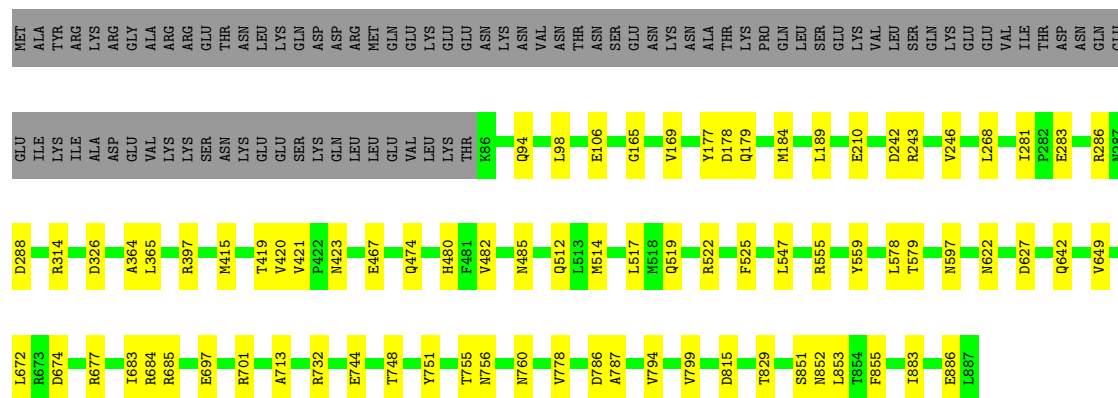 MET ALA TYR ARG LYS ARG GLY ALA ARG ARG GLU THR ASN LEU LYS GLN ASP ASP ARG MET GLN GLU LYS GLU GLU ASN LYS ASN VAL ASN THR ASN SER GLU ASN LYS ASN ALA THR LYS PRO GLN LEU SER GLU LYS VAL LEU SER GLN LYS GLU GLU VAL ILE THR ASP ASN GLN GLU
GLU ILE LYS ILE ALA ASP GLU VAL LYS LYS SER ASN LYS GLU GLU SER LYS GLN LEU LEU GLU VAL LEU LYS THR K86 Q94 L98 E106 G165 V169 Y177 D178 Q179 M184 L189 E210 D242 R243 V246 L268 I281 P282 E283 R286 N287
D288 R314 D326 A364 L365 R397 M415 T419 V420 V421 P422 N423 E467 Q474 H480 F481 V482 N485 Q512 L513 M514 L517 M518 Q519 R522 F525 L547 R555 Y559 L578 T579 N597 N622 D627 Q642 V649
L672 R673 D674 R677 I683 R684 R685 E697 R701 A713 R732 E744 T748 Y751 T755 N756 N760 V778 D786 A787 V794 V799 D815 T829 S851 N852 L853 T854 F855 I883 E886 L887